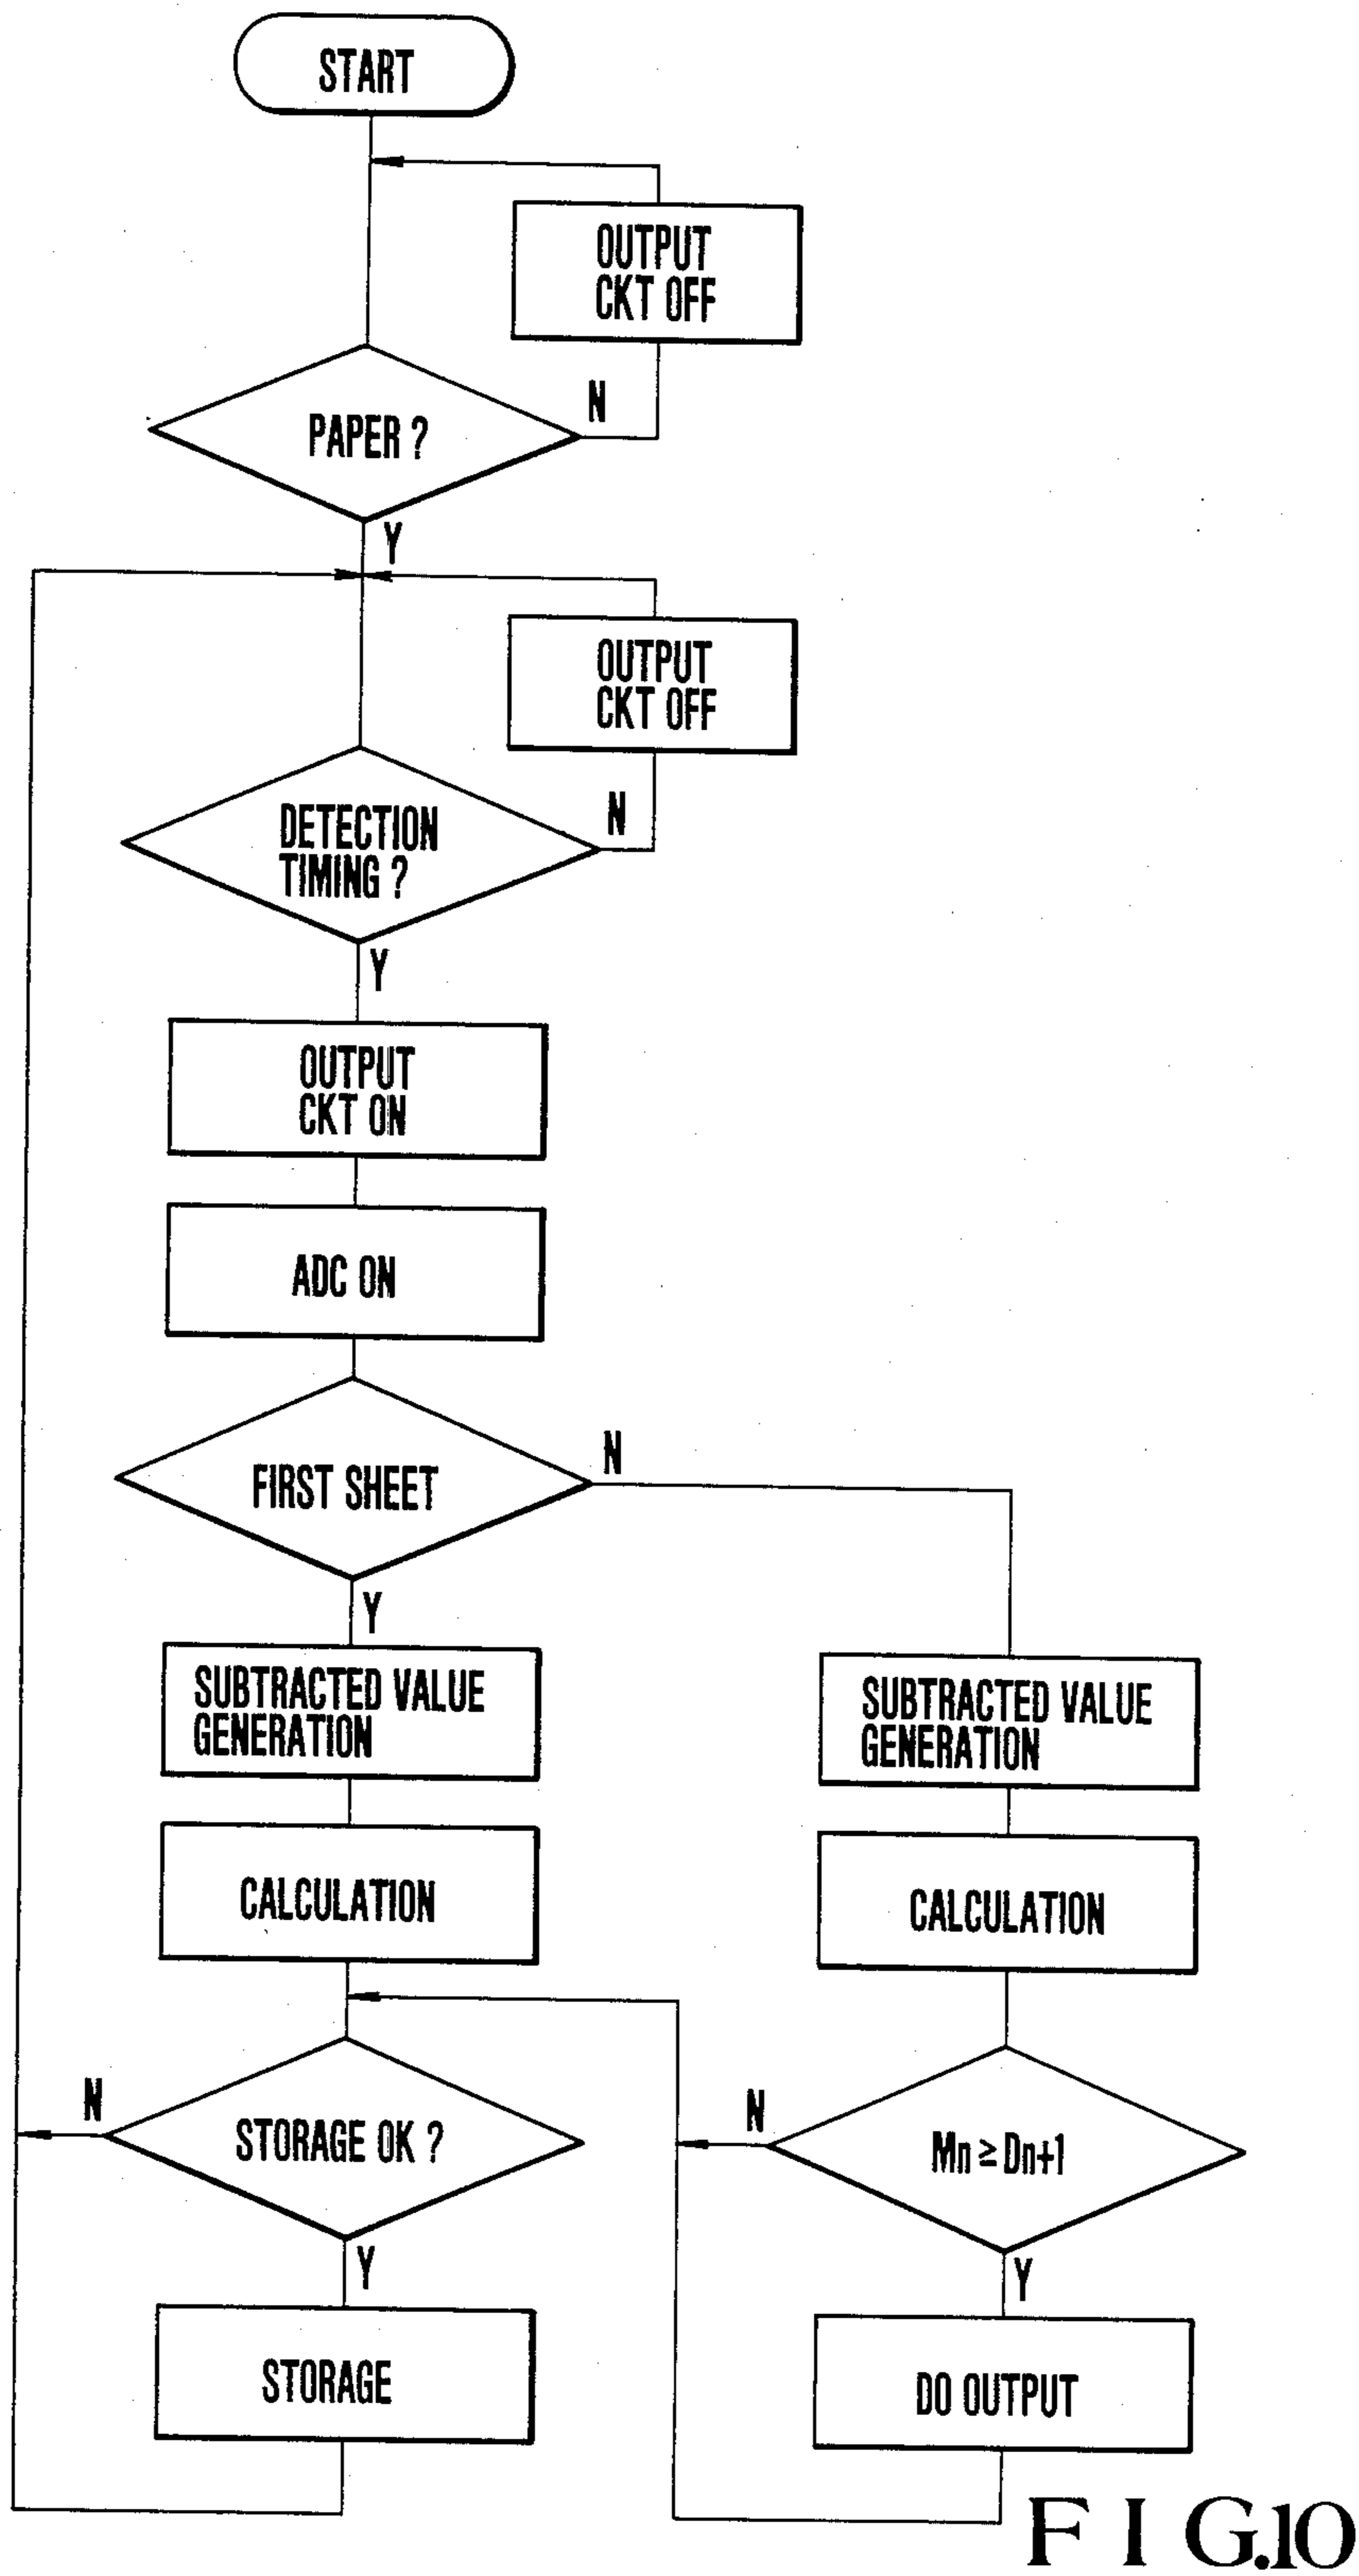 START
OUTPUT
CKT OFF
PAPER ?
N
Y
OUTPUT
CKT OFF
DETECTION
TIMING ?
N
Y
OUTPUT
CKT ON
ADC ON
FIRST SHEET
N
Y
SUBTRACTED VALUE
GENERATION
SUBTRACTED VALUE
GENERATION
CALCULATION
CALCULATION
N
STORAGE OK ?
N
Mn ≥ Dn+1
Y
Y
STORAGE
DO OUTPUT
FIG.10